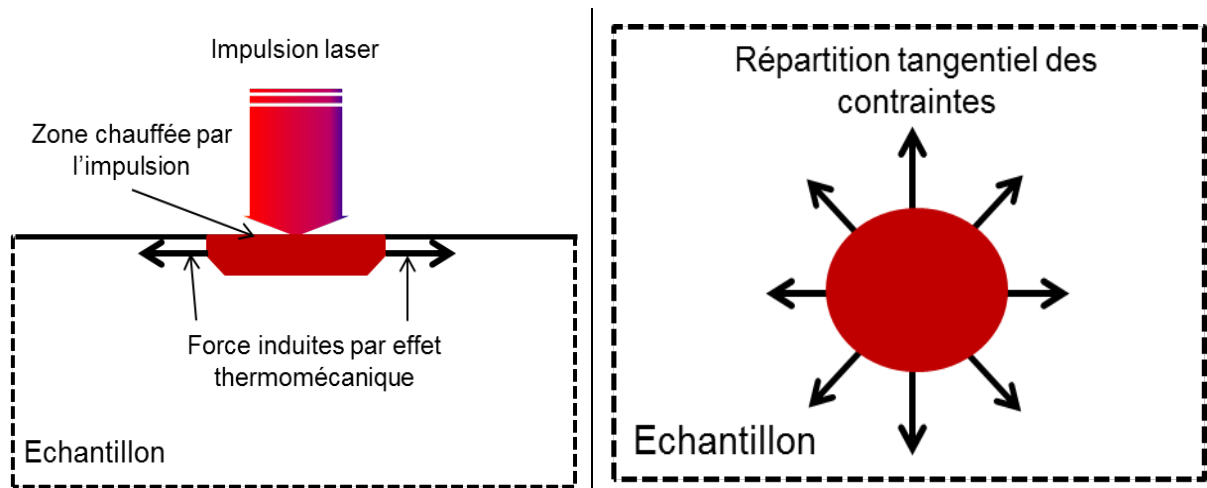 Impulsion laser
Zone chauffée par
l'impulsion
Force induites par effet
thermomécanique
Echantillon
Répartition tangentiel des
contraintes
Echantillon